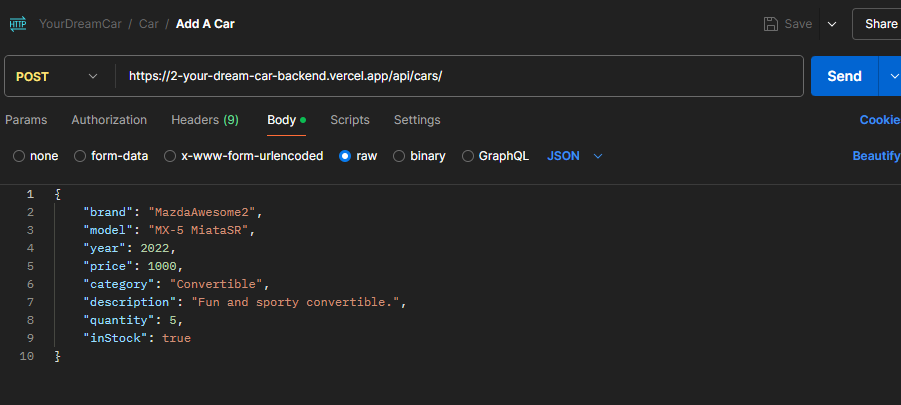 HTTP YourDreamCar / Car / Add A Car Save Share
POST https://2-your-dream-car-backend.vercel.app/api/cars/ Send
Params Authorization Headers (9) Body Scripts Settings Cookie
none form-data x-www-form-urlencoded raw binary GraphQL JSON Beautify
1 {
2 "brand": "MazdaAwesome2",
3 "model": "MX-5 MiataSR",
4 "year": 2022,
5 "price": 1000,
6 "category": "Convertible",
7 "description": "Fun and sporty convertible.",
8 "quantity": 5,
9 "inStock": true
10 }